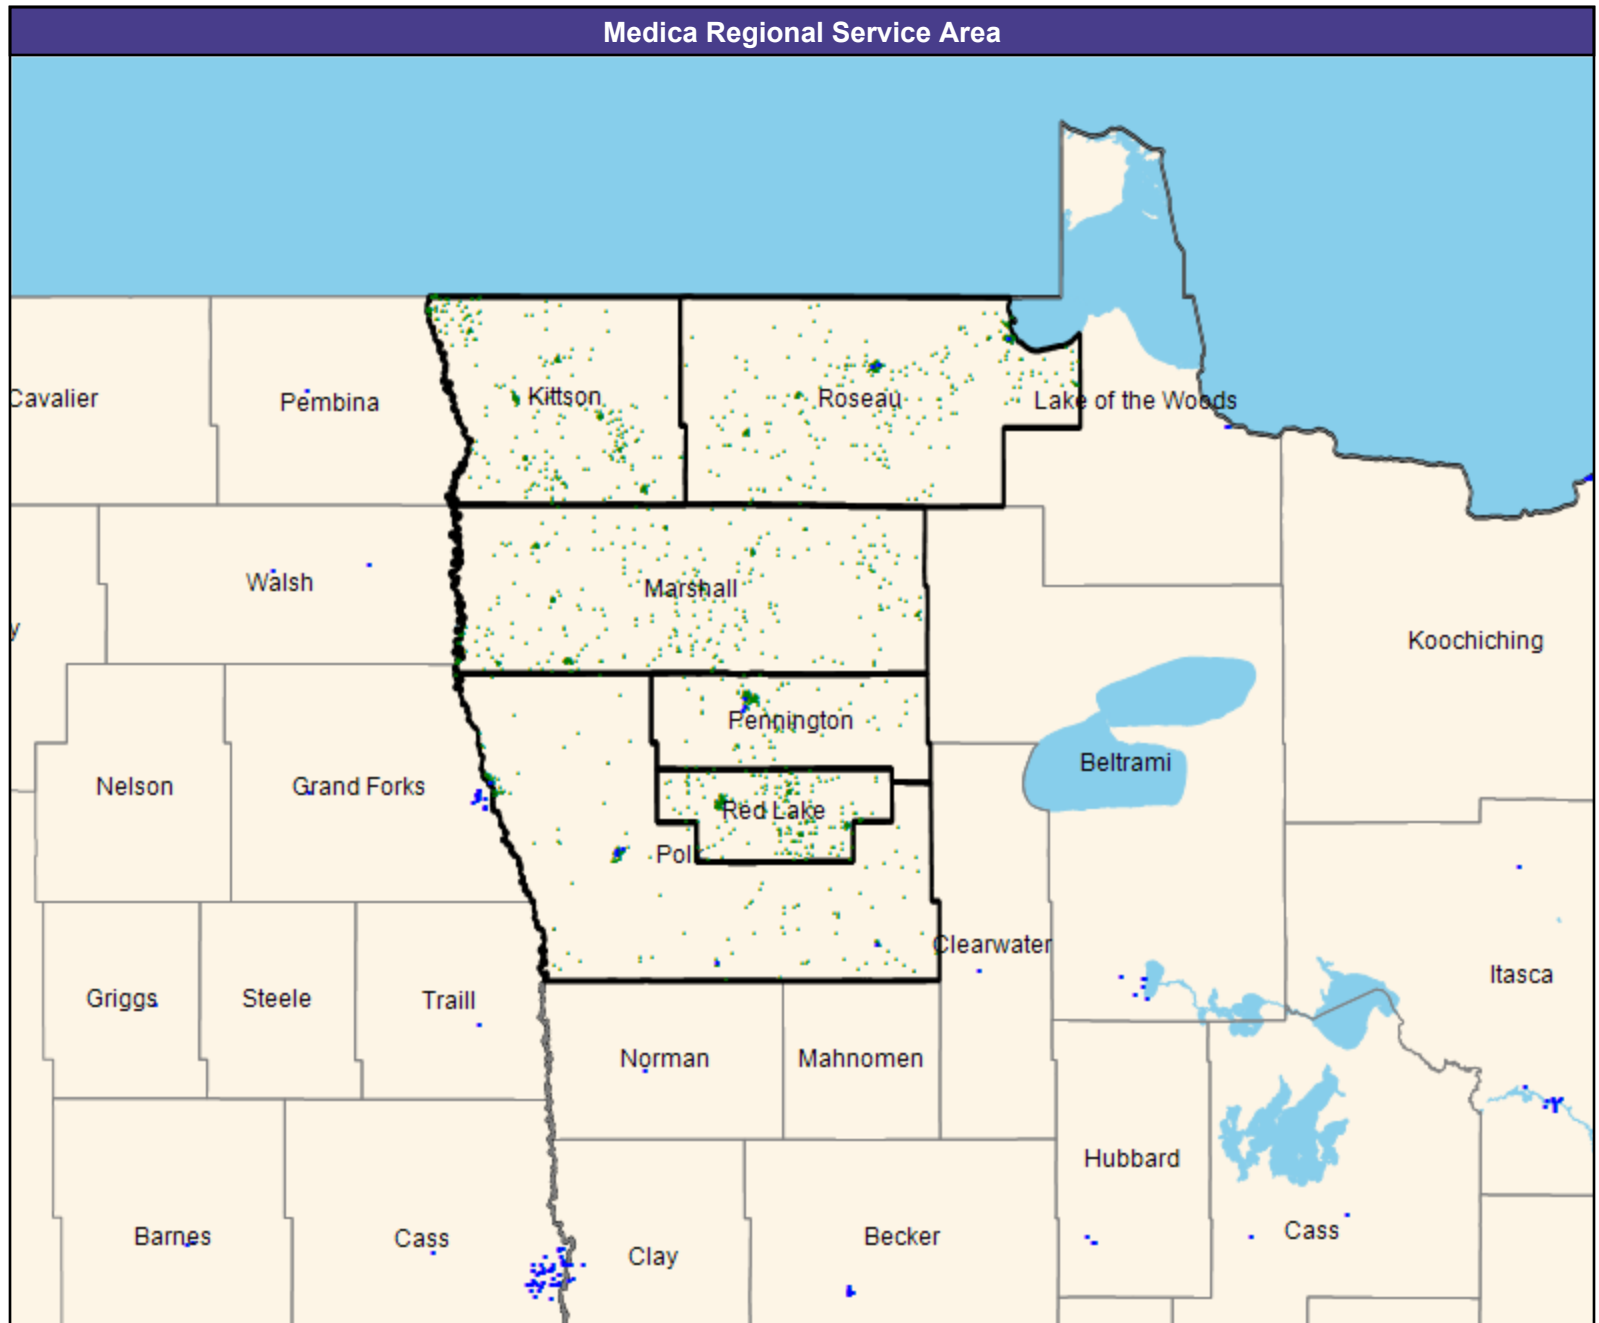 Medica Regional Service Area
Cavalier
Pembina
Kittson
Roseau
Lake of the Woods
Walsh
Marshall
y
Koochiching
Pennington
Nelson
Grand Forks
Beltrami
Red Lake
Pol
Clearwater
Griggs
Steele
Traill
Itasca
Norman
Mahnomen
Hubbard
Barnes
Cass
Clay
Becker
Cass